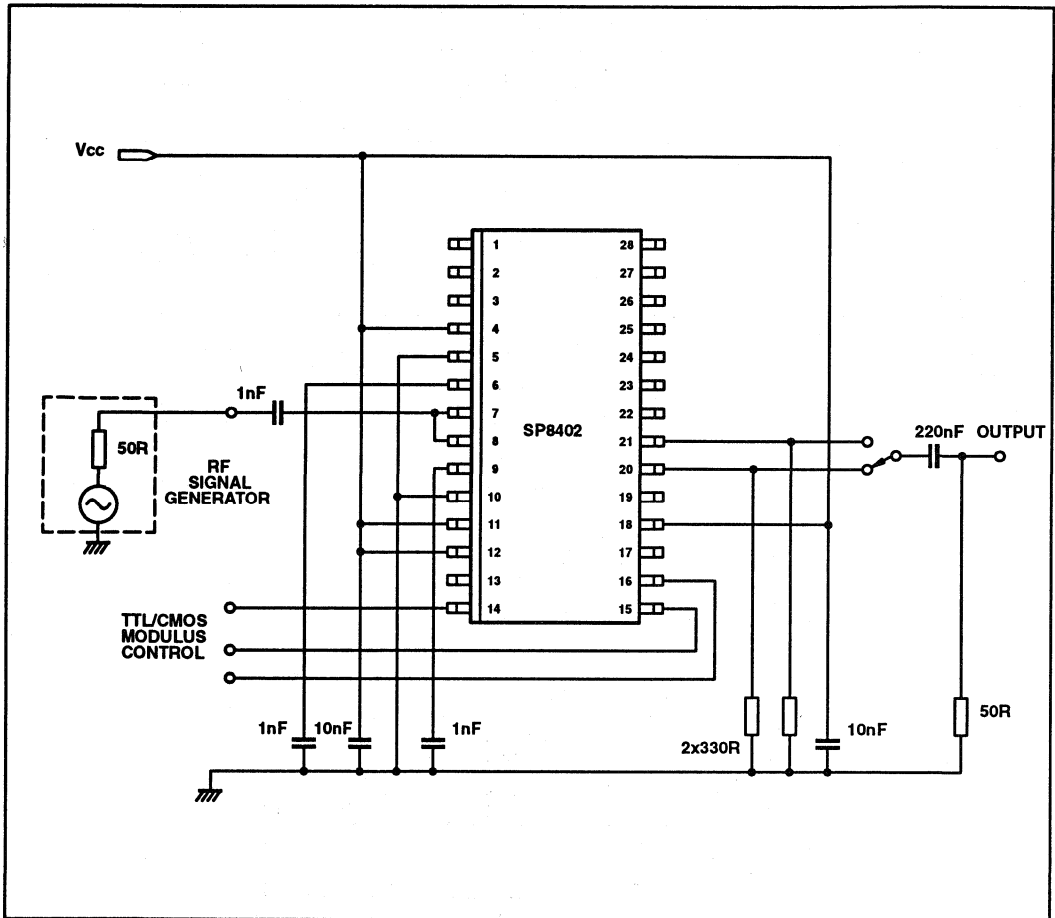 Vcc
1 28
2 27
3 26
4 25
5 24
6 23
1nF
7 22
50R
8 SP8402 21
220nF OUTPUT
RF
SIGNAL
GENERATOR
9 20
10 19
11 18
12 17
13 16
14 15
TTL/CMOS
MODULUS
CONTROL
1nF 10nF 1nF
2x330R
10nF
50R